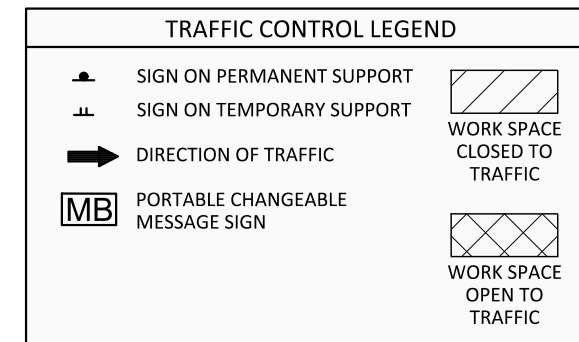 TRAFFIC CONTROL LEGEND
SIGN ON PERMANENT SUPPORT
SIGN ON TEMPORARY SUPPORT
DIRECTION OF TRAFFIC
MB
PORTABLE CHANGEABLE
MESSAGE SIGN
WORK SPACE
CLOSED TO
TRAFFIC
WORK SPACE
OPEN TO
TRAFFIC